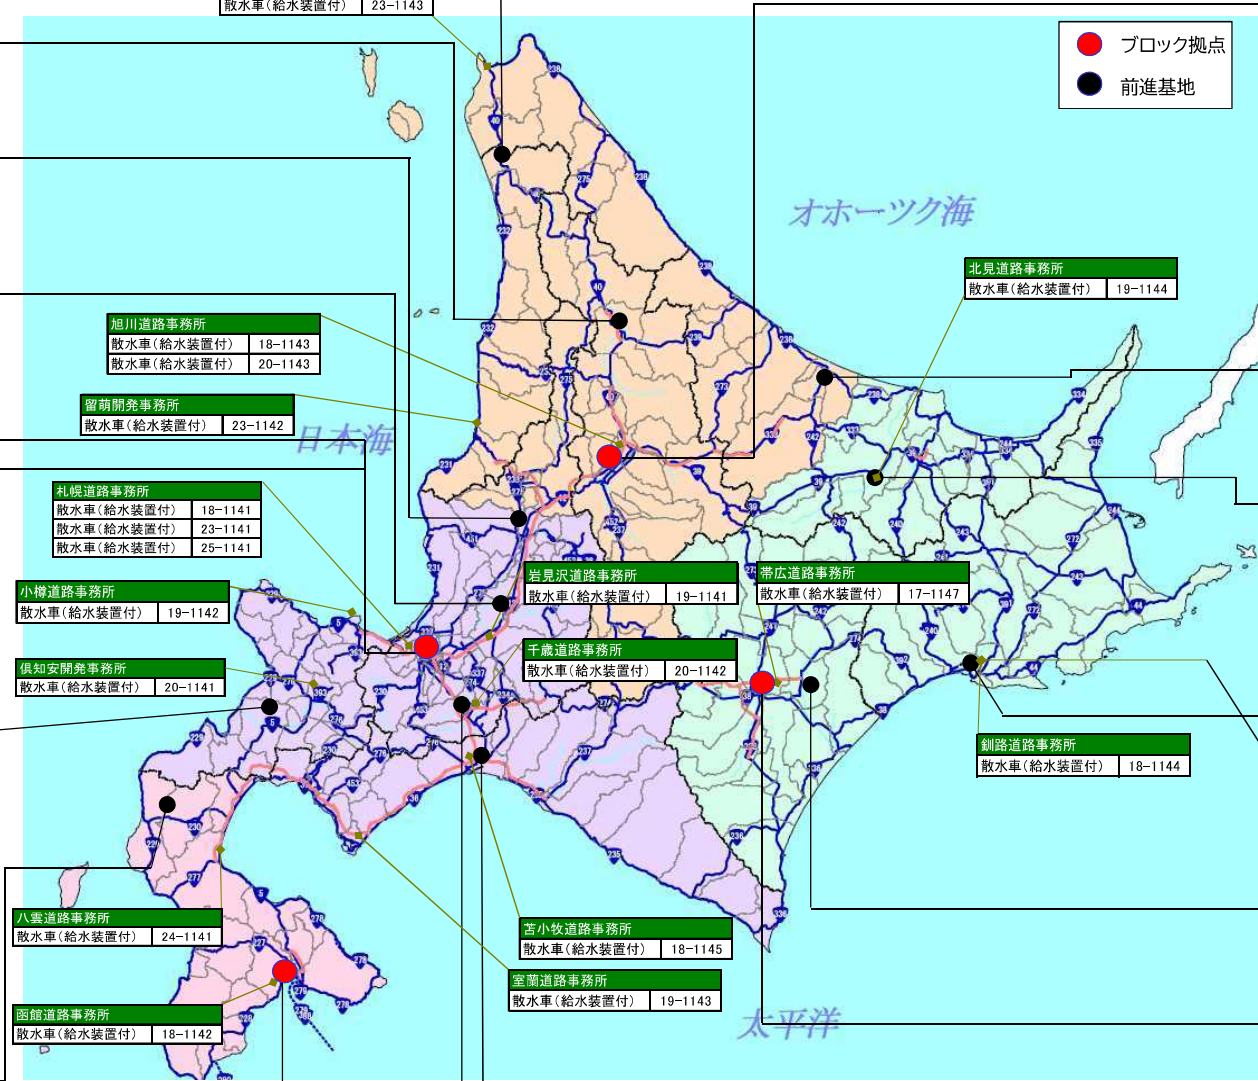 散水車(給水装置付) 23-1143
ブロック拠点
前進基地
オホーツク海
北見道路事務所
散水車(給水装置付) 19-1144
旭川道路事務所
散水車(給水装置付) 18-1143
散水車(給水装置付) 20-1143
留萌開発事務所
散水車(給水装置付) 23-1142
日本海
札幌道路事務所
散水車(給水装置付) 18-1141
散水車(給水装置付) 23-1141
散水車(給水装置付) 25-1141
岩見沢道路事務所
散水車(給水装置付) 19-1141
帯広道路事務所
散水車(給水装置付) 17-1147
小樽道路事務所
散水車(給水装置付) 19-1142
千歳道路事務所
散水車(給水装置付) 20-1142
倶知安開発事務所
散水車(給水装置付) 20-1141
釧路道路事務所
散水車(給水装置付) 18-1144
八雲道路事務所
散水車(給水装置付) 24-1141
苫小牧道路事務所
散水車(給水装置付) 18-1145
室蘭道路事務所
散水車(給水装置付) 19-1143
函館道路事務所
散水車(給水装置付) 18-1142
太平洋